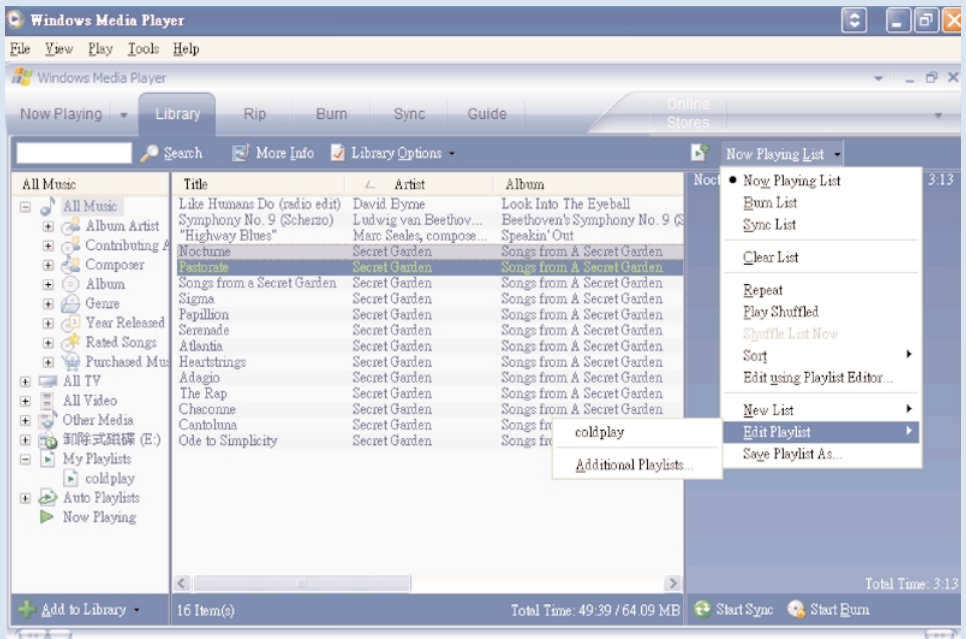 Windows Media Player
File View Play Tools Help
Windows Media Player
Now Playing Library Rip Burn Sync Guide Online Stores
Search More Info Library Options Now Playing List
All Music
All Music
Album Artist
Contributing A
Composer
Album
Genre
Year Released
Rated Songs
Purchased Mus
All TV
All Video
Other Media
卸除式磁碟 (E:)
My Playlists
coldplay
Auto Playlists
Now Playing
Title Artist Album
Like Humans Do (radio edit) David Byrne Look Into The Eyeball
Symphony No. 9 (Scherzo) Ludwig van Beethov... Beethoven's Symphony No. 9 (S
"Highway Blues" Marc Seales, compose... Speakin' Out
Nocturne Secret Garden Songs from A Secret Garden
Pastorate Secret Garden Songs from A Secret Garden
Songs from a Secret Garden Secret Garden Songs from A Secret Garden
Sigma Secret Garden Songs from A Secret Garden
Papillion Secret Garden Songs from A Secret Garden
Serenade Secret Garden Songs from A Secret Garden
Atlantia Secret Garden Songs from A Secret Garden
Heartstrings Secret Garden Songs from A Secret Garden
Adagio Secret Garden Songs from A Secret Garden
The Rap Secret Garden Songs from A Secret Garden
Chaconne Secret Garden Songs from A Secret Garden
Cantoluna Secret Garden Songs fr
Ode to Simplicity Secret Garden Songs fr
Noct 3:13
Now Playing List
Burn List
Sync List
Clear List
Repeat
Play Shuffled
Shuffle List Now
Sort
Edit using Playlist Editor...
New List
Edit Playlist
Save Playlist As...
coldplay
Additional Playlists...
Total Time: 3:13
Add to Library 16 Item(s) Total Time: 49:39 / 64.09 MB Start Sync Start Burn